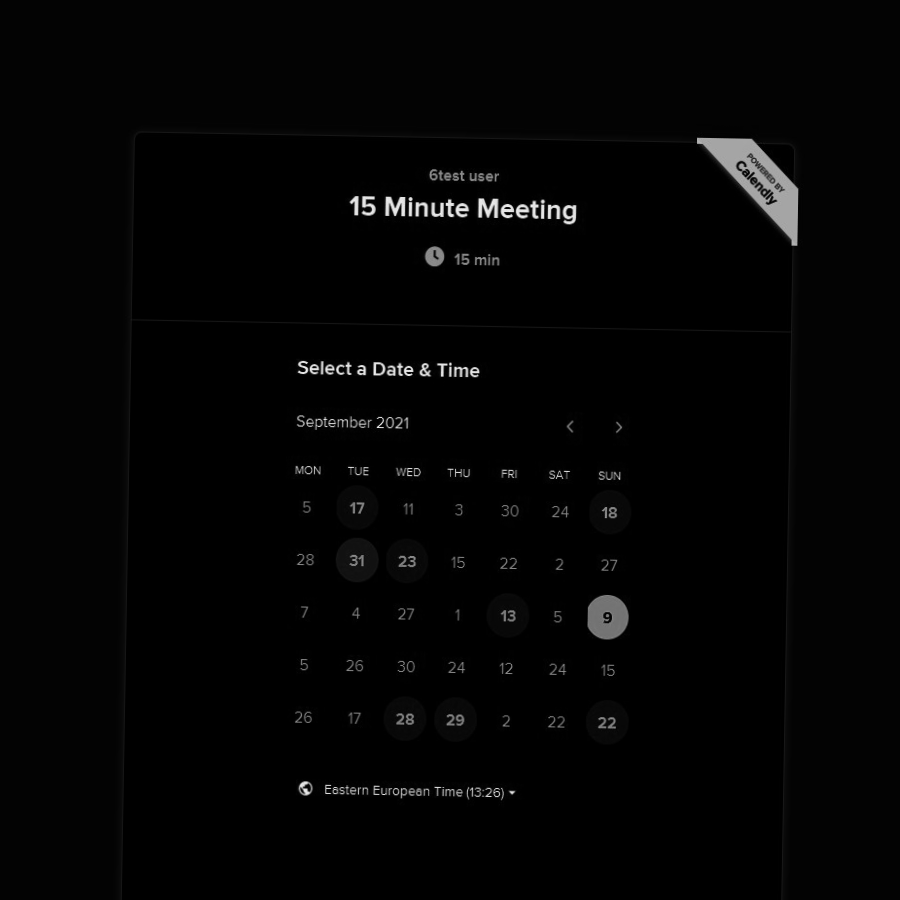 POWERED BY
Calendly
6test user
15 Minute Meeting
15 min
Select a Date & Time
September 2021
MON TUE WED THU FRI SAT SUN
5 17 11 3 30 24 18
28 31 23 15 22 2 27
7 4 27 1 13 5 9
5 26 30 24 12 24 15
26 17 28 29 2 22 22
Eastern European Time (13:26)